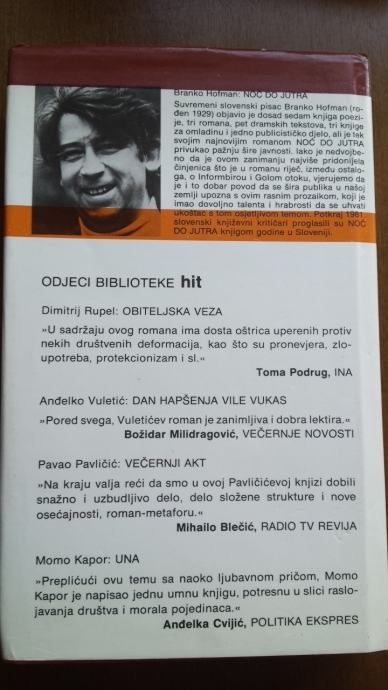 Branko Hofman: NOĆ DO JUTRA
Suvremeni slovenski pisac Branko Hofman (ro-
đen 1929) objavio je dosad sedam knjiga poezi-
je, tri romana, pet dramskih tekstova, tri knjige
za omladinu i jedno publicističko djelo, ali je tek
svojim najnovijim romanom NOĆ DO JUTRA
privukao pažnju šire javnosti. Iako je nedvojbe-
no da je ovom zanimanju najviše pridonijela
činjenica što je u romanu riječ, između ostalo-
ga, o Informbirou i Golom otoku, vjerujemo da
je i to dobar povod da se šira publika u našoj
zemlji upozna s ovim rasnim prozaikom, koji je
imao dovoljno talenta i hrabrosti da se uhvati
ukoštac s tom osjetljivom temom. Potkraj 1981.
slovenski književni kritičari proglasili su NOĆ
DO JUTRA knjigom godine u Sloveniji.
ODJECI BIBLIOTEKE hit
Dimitrij Rupel: OBITELJSKA VEZA
»U sadržaju ovog romana ima dosta oštrica uperenih protiv
nekih društvenih deformacija, kao što su pronevjera, zlo-
upotreba, protekcionizam i sl.«
Toma Podrug, INA
Anđelko Vuletić: DAN HAPŠENJA VILE VUKAS
»Pored svega, Vuletićev roman je zanimljiva i dobra lektira.«
Božidar Milidragović, VEČERNJE NOVOSTI
Pavao Pavličić: VEČERNJI AKT
»Na kraju valja reći da smo u ovoj Pavličićevoj knjizi dobili
snažno i uzbudljivo delo, delo složene strukture i nove
osećajnosti, roman-metaforu.«
Mihailo Blečić, RADIO TV REVIJA
Momo Kapor: UNA
»Preplićući ovu temu sa naoko ljubavnom pričom, Momo
Kapor je napisao jednu umnu knjigu, potresnu u slici raslo-
javanja društva i morala pojedinaca.«
Anđelka Cvijić, POLITIKA EKSPRES